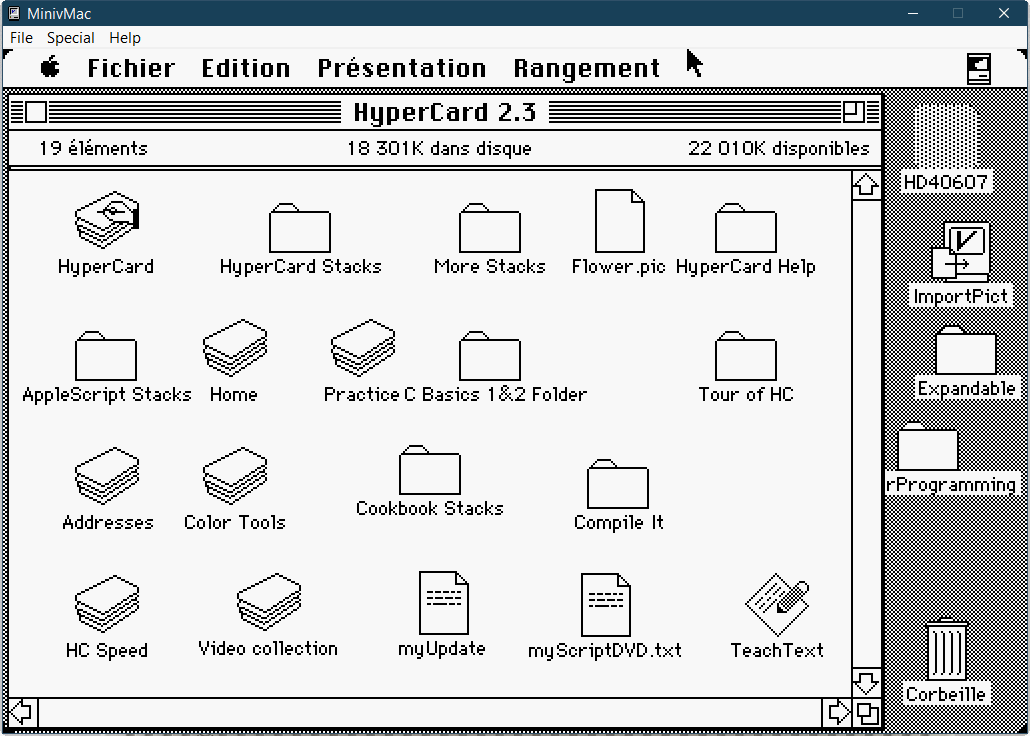 MinivMac
File Special Help
Fichier Edition Présentation Rangement
HyperCard 2.3
19 éléments 18 301K dans disque 22 010K disponibles
HD40607
HyperCard HyperCard Stacks More Stacks Flower.pic HyperCard Help
ImportPict
AppleScript Stacks Home Practice C Basics 1&2 Folder Tour of HC
Expandable
rProgramming
Addresses Color Tools Cookbook Stacks Compile It
HC Speed Video collection myUpdate myScriptDVD.txt TeachText
Corbeille